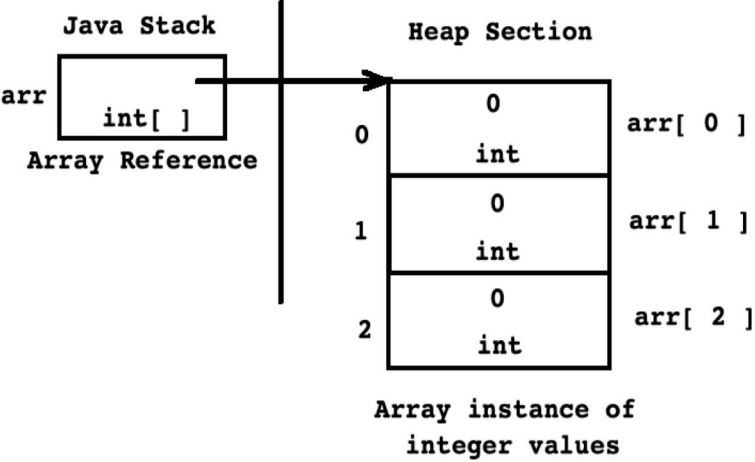 Java Stack
Heap Section
arr
int[ ]
Array Reference
0
0
int
arr[ 0 ]
1
0
int
arr[ 1 ]
2
0
int
arr[ 2 ]
Array instance of
integer values